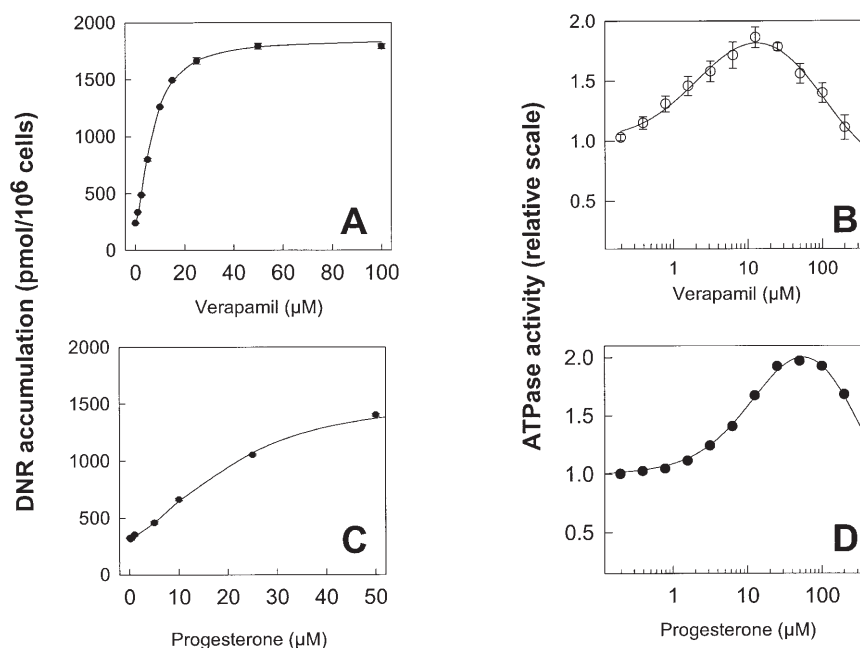 DNR accumulation (pmol/10⁶ cells)
2000
1500
1000
500
0
A
0 20 40 60 80 100
Verapamil (µM)
2000
1500
1000
500
0
C
0 10 20 30 40 50
Progesterone (µM)
ATPase activity (relative scale)
2.0
1.5
1.0
0.5
B
1 10 100
Verapamil (µM)
2.0
1.5
1.0
0.5
D
1 10 100
Progesterone (µM)